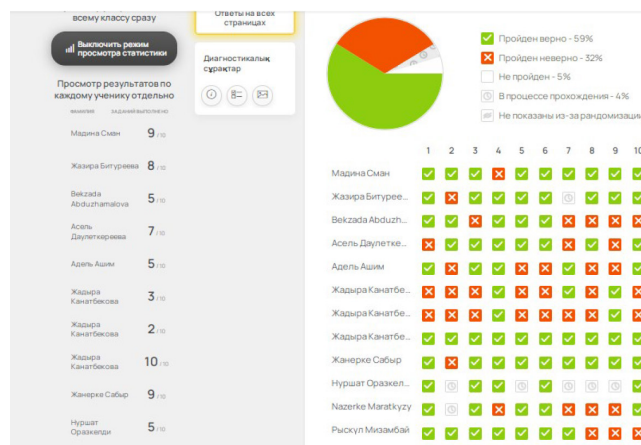 всему классу сразу
Ответы на всех
страницах
Выключить режим
просмотра статистики
Просмотр результатов по
каждому ученику отдельно
ФАМИЛИЯ ЗАДАНИЙ ВЫПОЛНЕНО
Мадина Сман 9 / 10
Жазира Битуреева 8 / 10
Bekzada
Abduzhamalova 5 / 10
Асель
Даулеткереева 7 / 10
Адель Ашим 5 / 10
Жадыра
Канатбекова 3 / 10
Жадыра
Канатбекова 2 / 10
Жадыра
Канатбекова 10 / 10
Жанерке Сабыр 9 / 10
Нуршат
Оразкелди 5 / 10
Диагностикалық
сұрақтар
Пройден верно - 59%
Пройден неверно - 32%
Не пройден - 5%
В процессе прохождения - 4%
Не показаны из-за рандомизации
1 2 3 4 5 6 7 8 9 10
Мадина Сман
Жазира Битурее...
Bekzada Abduzh...
Асель Даулетке...
Адель Ашим
Жадыра Канатбе...
Жадыра Канатбе...
Жадыра Канатбе...
Жанерке Сабыр
Нуршат Оразкел...
Nazerke Maratkyzy
Рыскүл Мизамбай